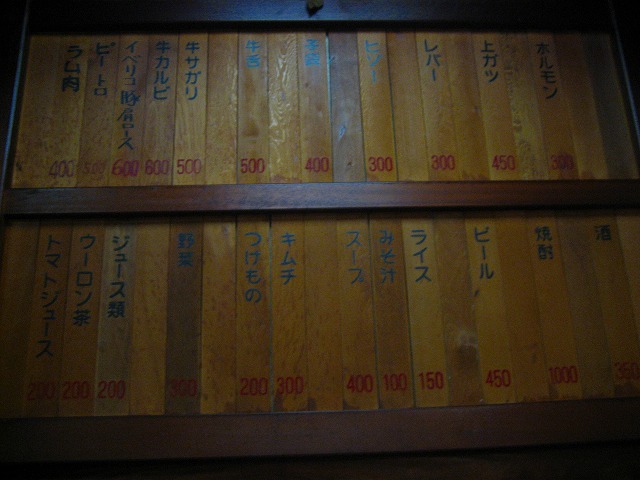 ホルモン 300
上ガツ 450
レバー 300
ヒゾー 300
400
牛舌 500
牛サガリ 500
牛カルビ 600
イベリコ豚肩ロース 600
ピートロ 500
ラム肉 400
酒 350
焼酎 1000
ビール 450
ライス 150
みそ汁 100
スープ 400
キムチ 300
つけもの 200
野菜 300
ジュース類 200
ウーロン茶 200
トマトジュース 200